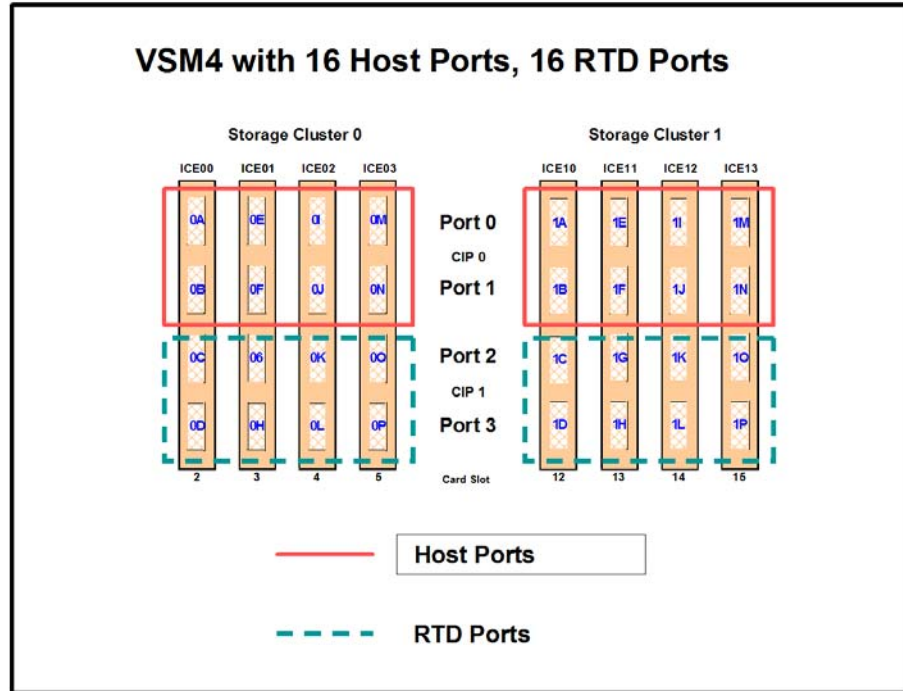 VSM4 with 16 Host Ports, 16 RTD Ports
Storage Cluster 0 Storage Cluster 1
ICE00 ICE01 ICE02 ICE03 ICE10 ICE11 ICE12 ICE13
0A 0E 0I 0M Port 0 1A 1E 1I 1M
CIP 0
0B 0F 0J 0N Port 1 1B 1F 1J 1N
0C 06 0K 0O Port 2 1C 1G 1K 1O
CIP 1
0D 0H 0L 0P Port 3 1D 1H 1L 1P
2 3 4 5 Card Slot 12 13 14 15
Host Ports
RTD Ports